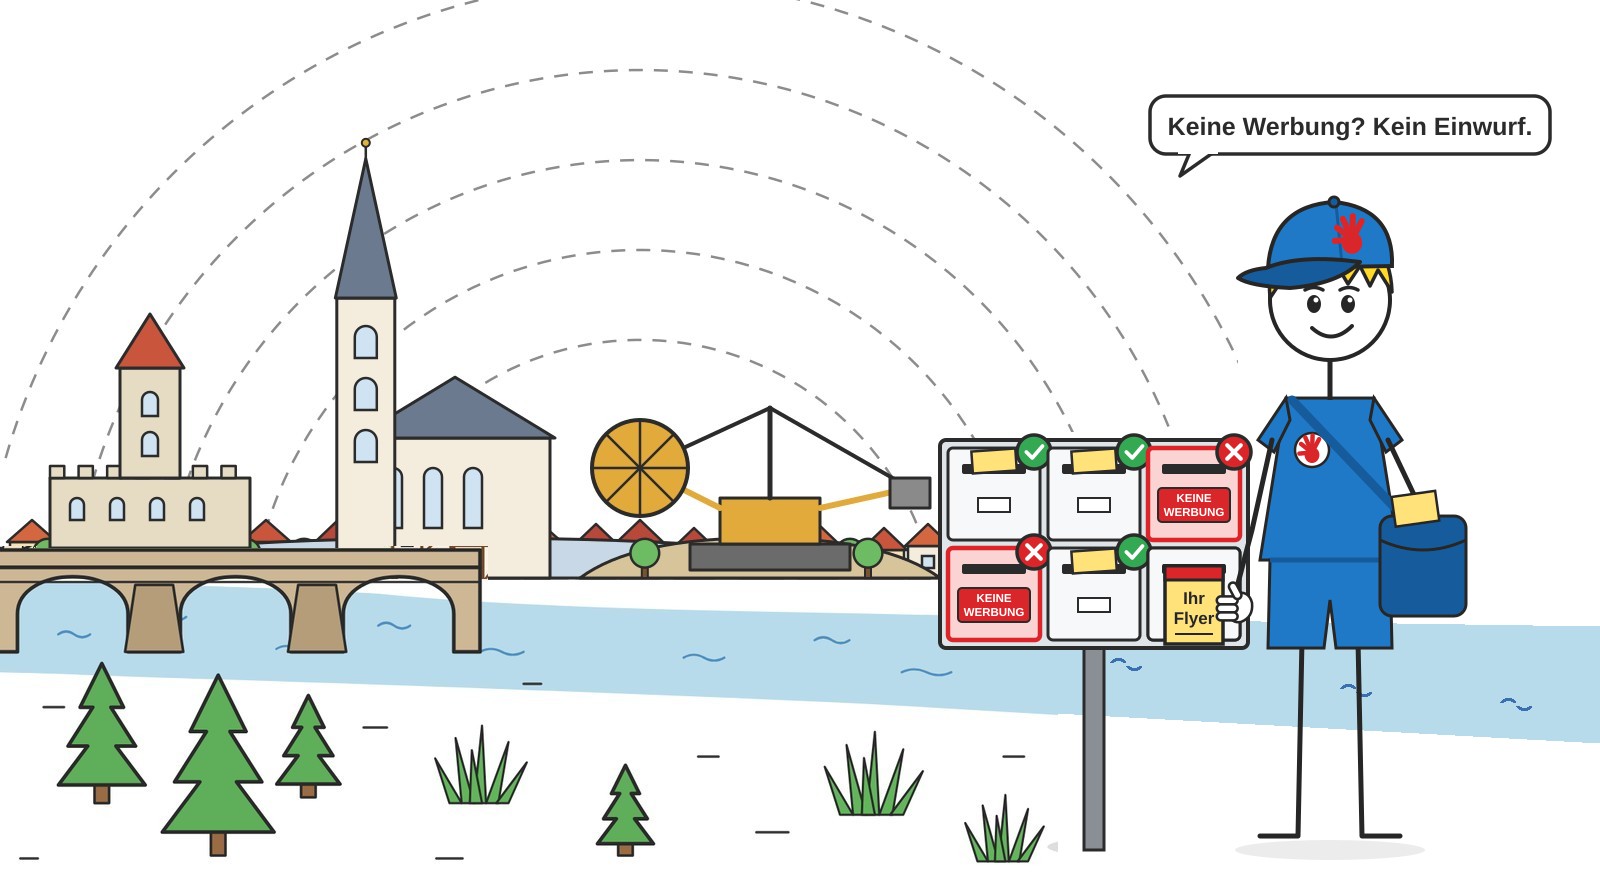 Keine Werbung? Kein Einwurf.
KEINE
WERBUNG
KEINE
WERBUNG
Ihr
Flyer